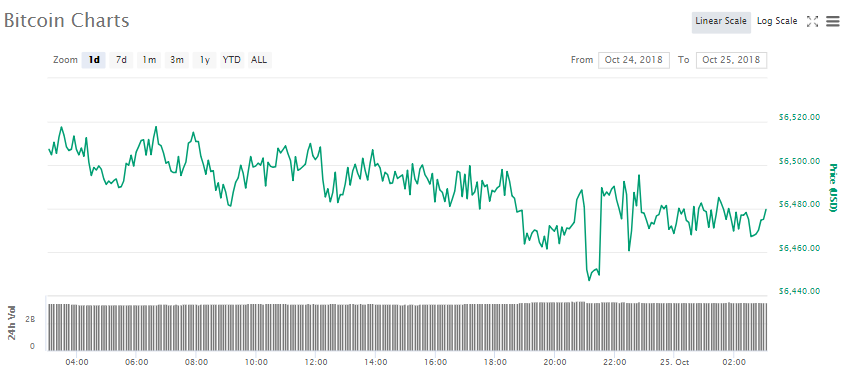 Bitcoin Charts
Linear Scale Log Scale
Zoom 1d 7d 1m 3m 1y YTD ALL
From Oct 24, 2018 To Oct 25, 2018
$6,520.00
$6,500.00
$6,480.00
$6,460.00
$6,440.00
Price (USD)
24h Vol
2B
0
04:00 06:00 08:00 10:00 12:00 14:00 16:00 18:00 20:00 22:00 25. Oct 02:00